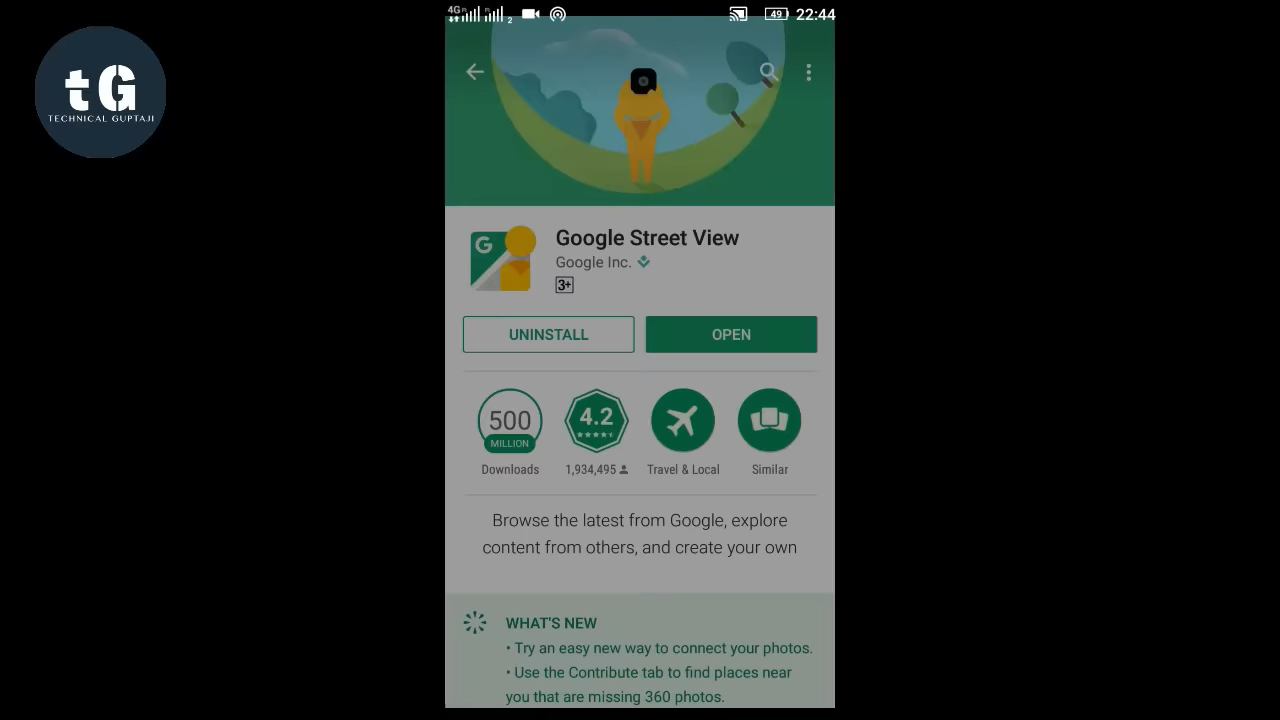 4G
2
49
22:44
tG
TECHNICAL GUPTAJI
G
Google Street View
Google Inc.
3+
UNINSTALL
OPEN
500
MILLION
4.2
Downloads
1,934,495
Travel & Local
Similar
Browse the latest from Google, explore
content from others, and create your own
WHAT'S NEW
• Try an easy new way to connect your photos.
• Use the Contribute tab to find places near
you that are missing 360 photos.